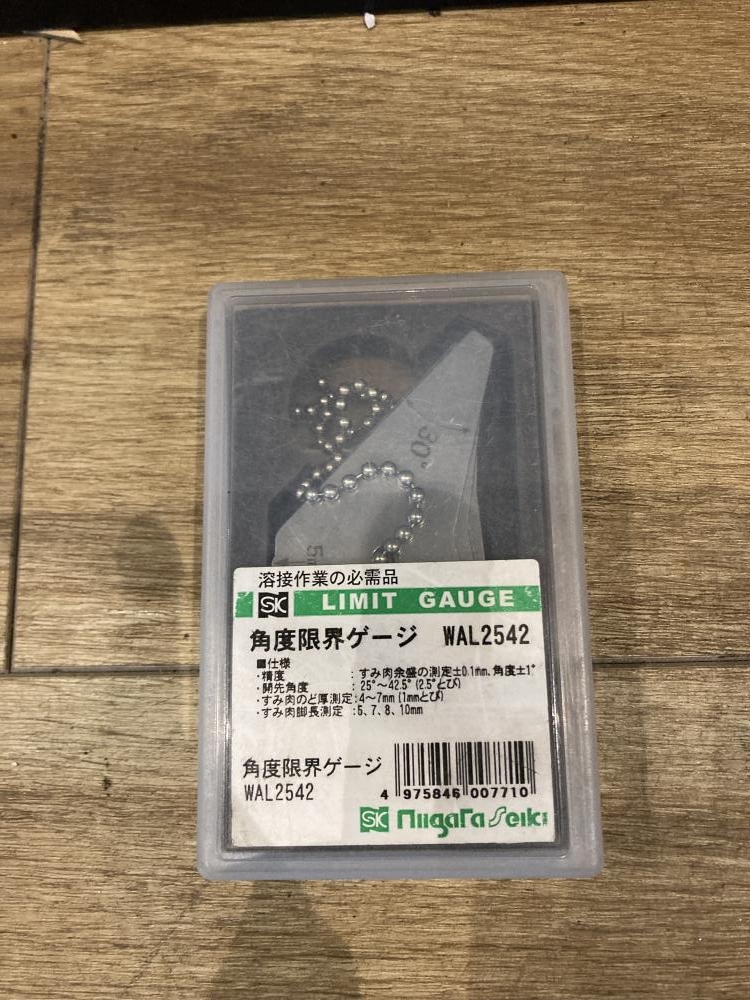 30°
5
溶接作業の必需品
SK LIMIT GAUGE
角度限界ゲージ WAL2542
■仕様
・精度 : すみ肉余盛の測定±0.1mm、角度±1°
・開先角度 : 25°～42.5°(2.5°とび)
・すみ肉のど厚測定:4～7mm(1mmとび)
・すみ肉脚長測定 :5、7、8、10mm
角度限界ゲージ
WAL2542
4 975846 007710
SK Niigata Seiki